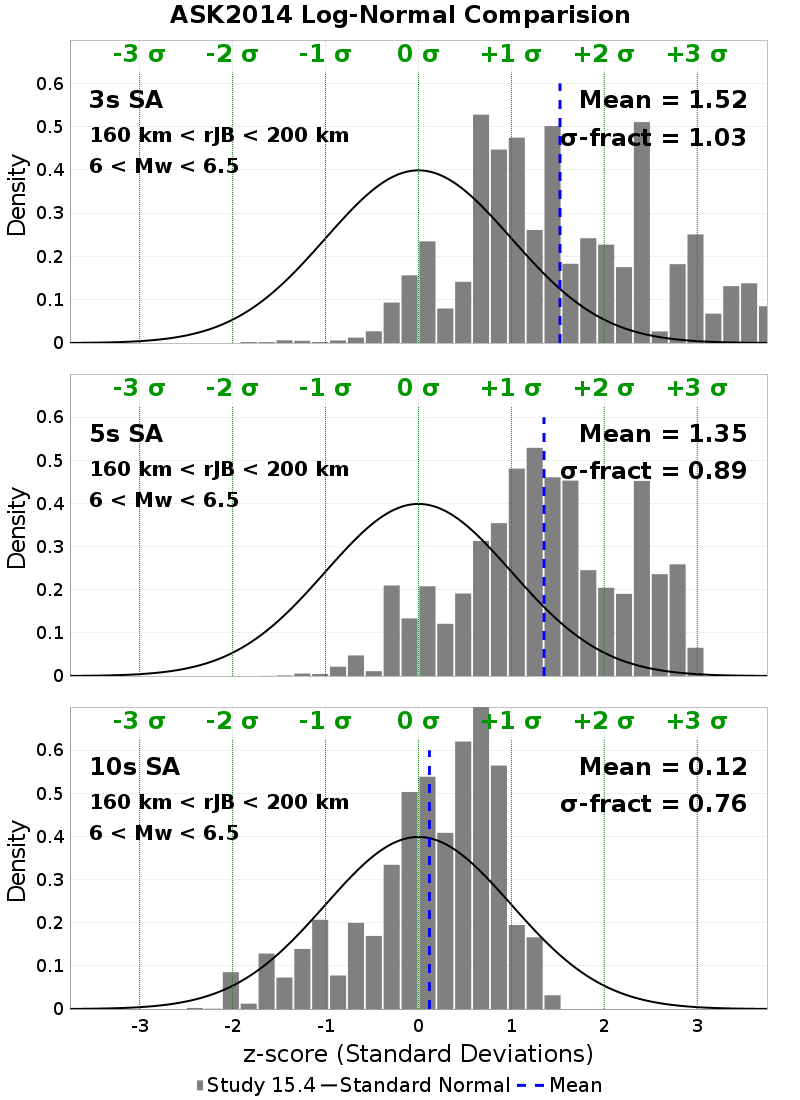 ASK2014 Log-Normal Comparision
-3 σ -2 σ -1 σ 0 σ +1 σ +2 σ +3 σ
3s SA
160 km < rJB < 200 km
6 < Mw < 6.5
Mean = 1.52
σ-fract = 1.03
0.6
0.5
0.4
0.3
0.2
0.1
0
Density
-3 σ -2 σ -1 σ 0 σ +1 σ +2 σ +3 σ
5s SA
160 km < rJB < 200 km
6 < Mw < 6.5
Mean = 1.35
σ-fract = 0.89
0.6
0.5
0.4
0.3
0.2
0.1
0
Density
-3 σ -2 σ -1 σ 0 σ +1 σ +2 σ +3 σ
10s SA
160 km < rJB < 200 km
6 < Mw < 6.5
Mean = 0.12
σ-fract = 0.76
0.6
0.5
0.4
0.3
0.2
0.1
0
Density
-3 -2 -1 0 1 2 3
z-score (Standard Deviations)
Study 15.4 Standard Normal Mean